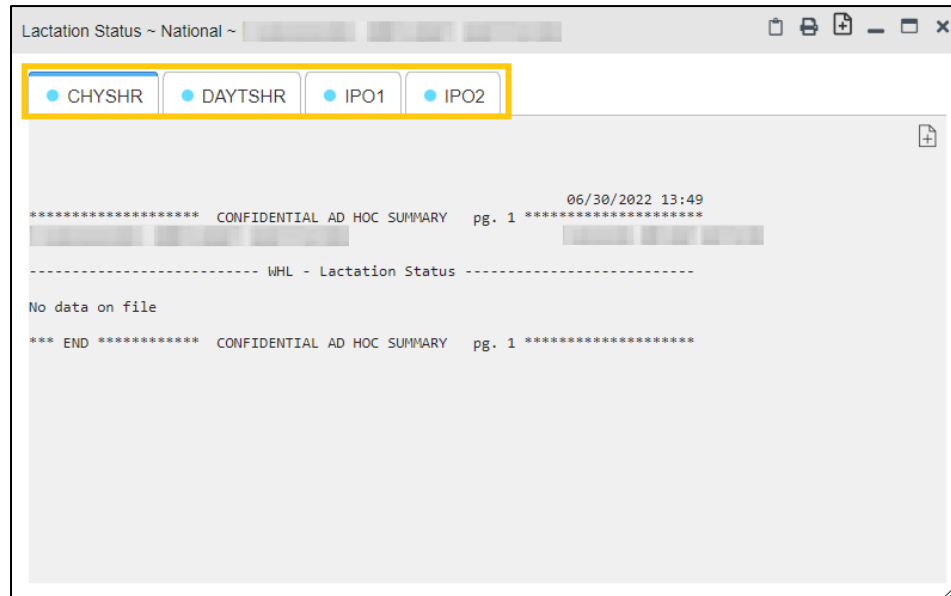 Lactation Status ~ National ~
CHYSHR DAYTSHR IPO1 IPO2
06/30/2022 13:49
******************** CONFIDENTIAL AD HOC SUMMARY pg. 1 *********************
--------------------------- WHL - Lactation Status ---------------------------
No data on file
*** END ************ CONFIDENTIAL AD HOC SUMMARY pg. 1 ********************